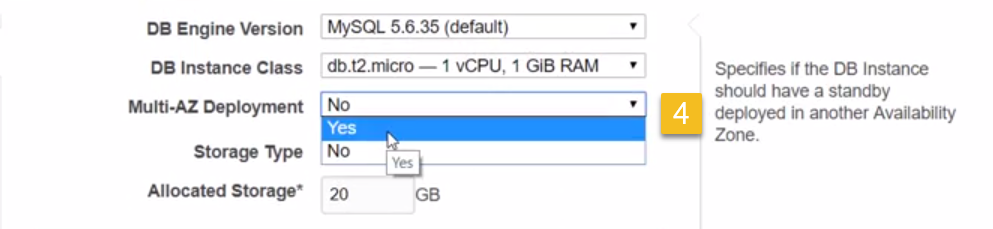 DB Engine Version MySQL 5.6.35 (default)
DB Instance Class db.t2.micro — 1 vCPU, 1 GiB RAM
Multi-AZ Deployment No
Yes
Storage Type No
Yes
Allocated Storage* 20 GB
4
Specifies if the DB Instance
should have a standby
deployed in another Availability
Zone.